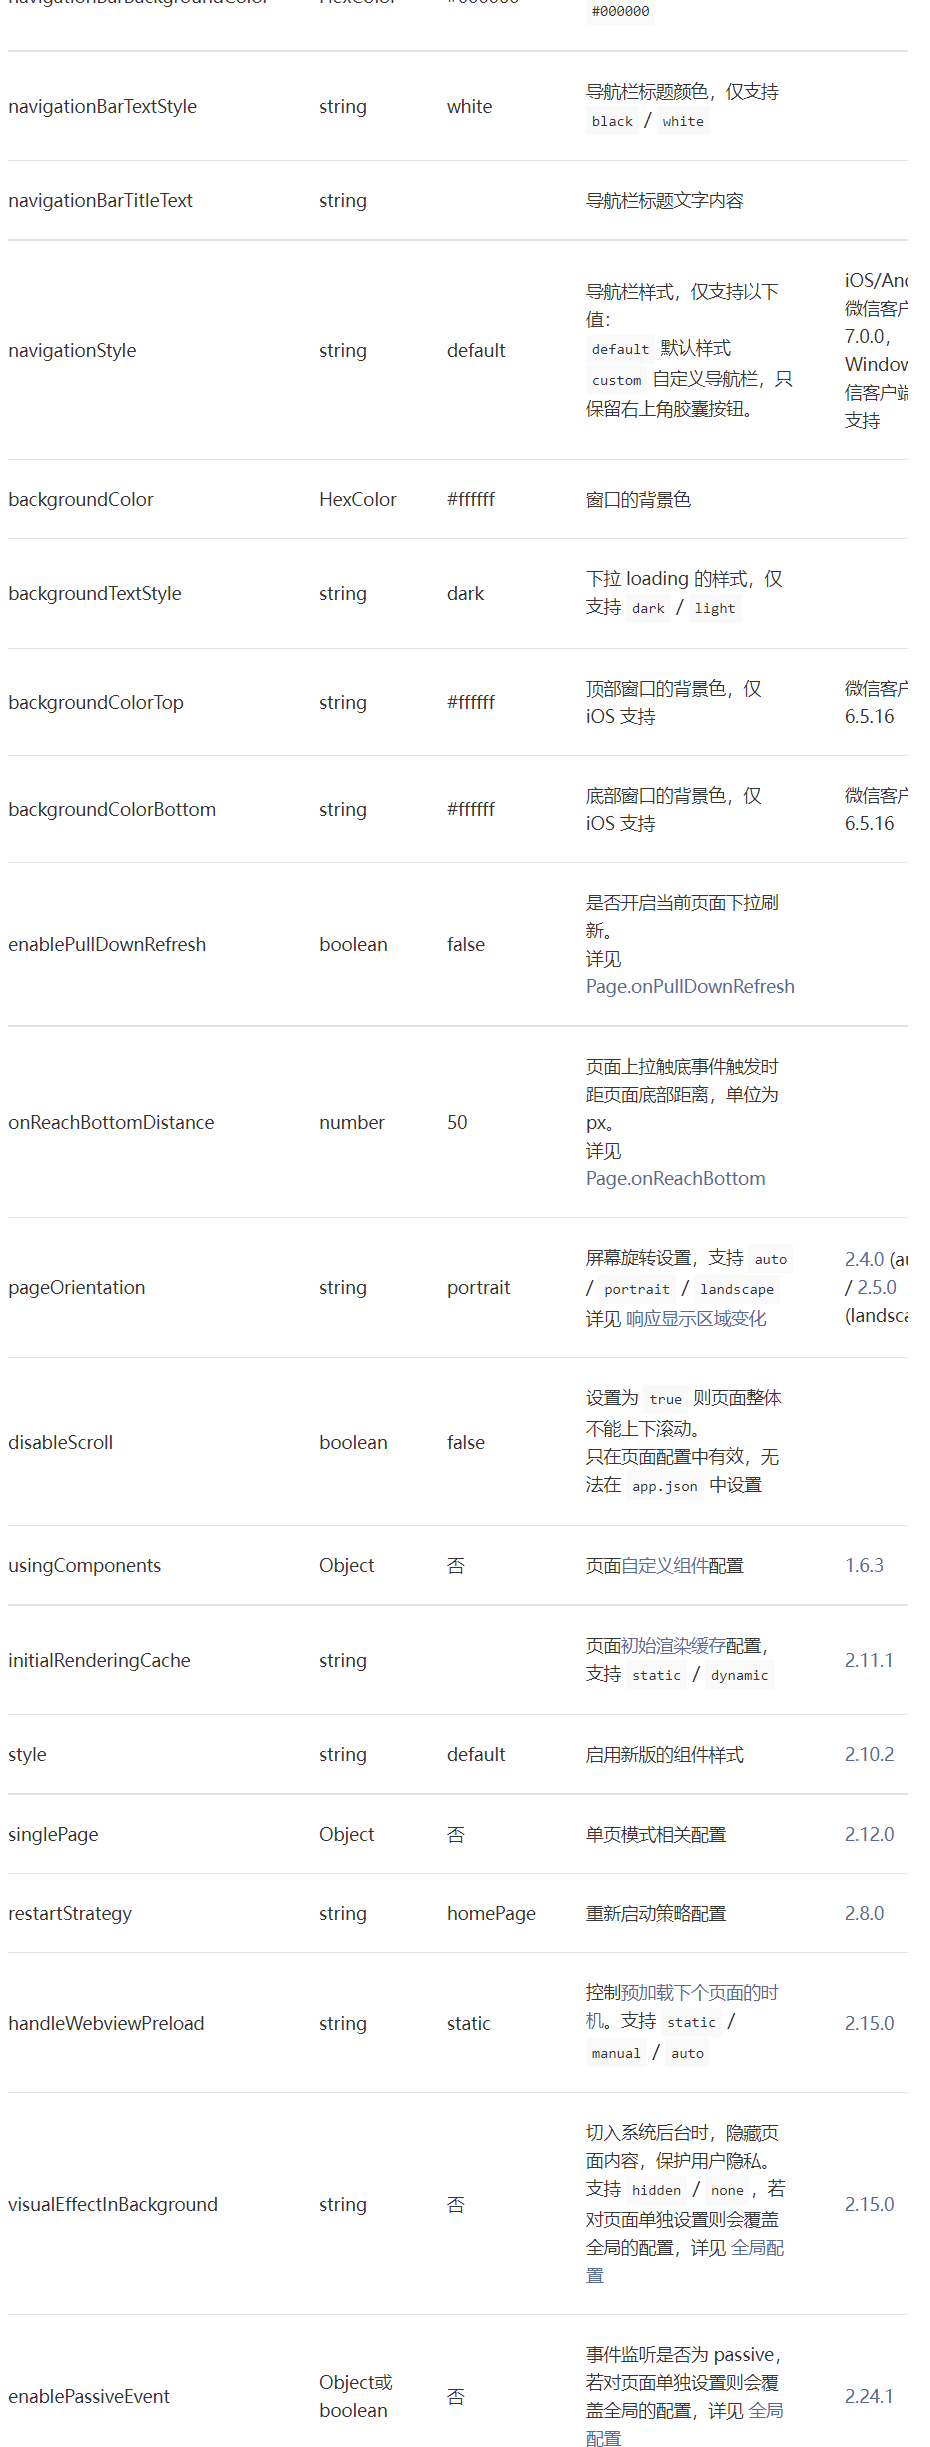 #000000
navigationBarTextStyle string white 导航栏标题颜色，仅支持
black / white
navigationBarTitleText string 导航栏标题文字内容
navigationStyle string default 导航栏样式，仅支持以下
值：
default 默认样式
custom 自定义导航栏，只
保留右上角胶囊按钮。
iOS/And
微信客户
7.0.0，
Window
信客户端
支持
backgroundColor HexColor #ffffff 窗口的背景色
backgroundTextStyle string dark 下拉 loading 的样式，仅
支持 dark / light
backgroundColorTop string #ffffff 顶部窗口的背景色，仅
iOS 支持
微信客户
6.5.16
backgroundColorBottom string #ffffff 底部窗口的背景色，仅
iOS 支持
微信客户
6.5.16
enablePullDownRefresh boolean false 是否开启当前页面下拉刷
新。
详见
Page.onPullDownRefresh
onReachBottomDistance number 50 页面上拉触底事件触发时
距页面底部距离，单位为
px。
详见
Page.onReachBottom
pageOrientation string portrait 屏幕旋转设置，支持 auto
/ portrait / landscape
详见 响应显示区域变化
2.4.0 (au
/ 2.5.0
(landsca
disableScroll boolean false 设置为 true 则页面整体
不能上下滚动。
只在页面配置中有效，无
法在 app.json 中设置
usingComponents Object 否 页面自定义组件配置 1.6.3
initialRenderingCache string 页面初始渲染缓存配置，
支持 static / dynamic
2.11.1
style string default 启用新版的组件样式 2.10.2
singlePage Object 否 单页模式相关配置 2.12.0
restartStrategy string homePage 重新启动策略配置 2.8.0
handleWebviewPreload string static 控制预加载下个页面的时
机。支持 static /
manual / auto
2.15.0
visualEffectInBackground string 否 切入系统后台时，隐藏页
面内容，保护用户隐私。
支持 hidden / none ，若
对页面单独设置则会覆盖
全局的配置，详见 全局配
置
2.15.0
enablePassiveEvent Object或
boolean
否 事件监听是否为 passive，
若对页面单独设置则会覆
盖全局的配置，详见 全局
配置
2.24.1